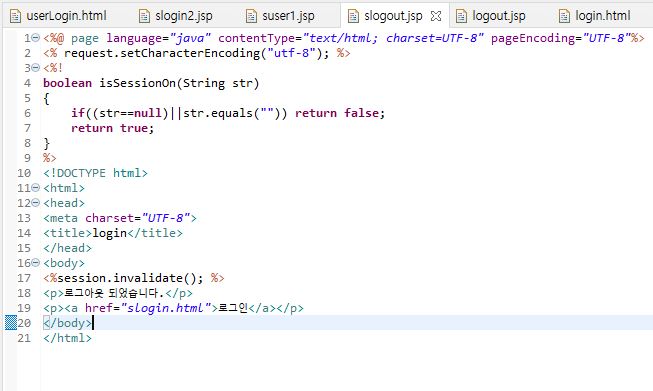 userLogin.html slogin2.jsp suser1.jsp slogout.jsp logout.jsp login.html
1 <%@ page language="java" contentType="text/html; charset=UTF-8" pageEncoding="UTF-8"%>
2 <% request.setCharacterEncoding("utf-8"); %>
3 <%!
4 boolean isSessionOn(String str)
5 {
6     if((str==null)||str.equals("")) return false;
7     return true;
8 }
9 %>
10 <!DOCTYPE html>
11 <html>
12 <head>
13 <meta charset="UTF-8">
14 <title>login</title>
15 </head>
16 <body>
17 <%session.invalidate(); %>
18 <p>로그아웃 되었습니다.</p>
19 <p><a href="slogin.html">로그인</a></p>
20 </body>
21 </html>